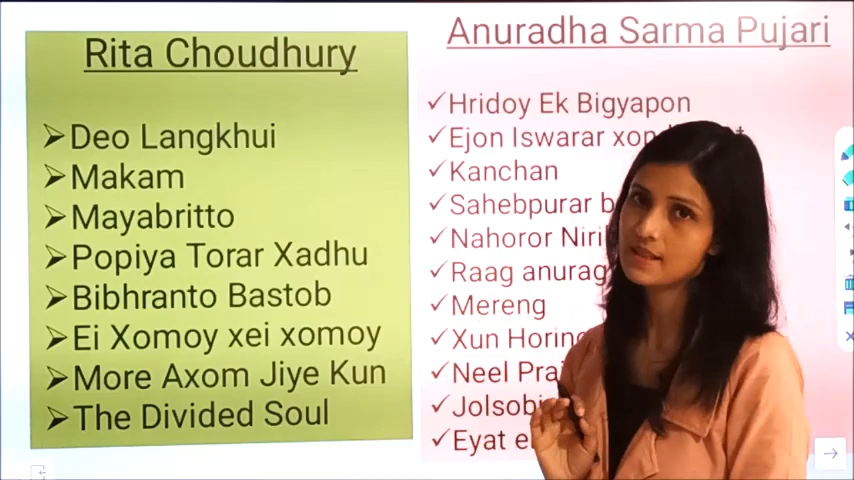 Rita Choudhury
Deo Langkhui
Makam
Mayabritto
Popiya Torar Xadhu
Bibhranto Bastob
Ei Xomoy xei xomoy
More Axom Jiye Kun
The Divided Soul
Anuradha Sarma Pujari
Hridoy Ek Bigyapon
Ejon Iswarar
Kanchan
Sahebpurar
Nahoror
Raag anurag
Mereng
Xun
Neel
Eyat